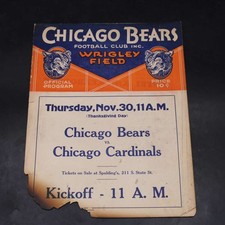 CHICAGO BEARS
FOOTBALL CLUB INC.
WRIGLEY
FIELD
OFFICIAL
PROGRAM
PRICE
10¢
Thursday, Nov. 30, 11 A.M.
(Thanksgiving Day)
Chicago Bears
vs
Chicago Cardinals
Tickets on Sale at Spalding's, 211 S. State St.
Kickoff - 11 A. M.